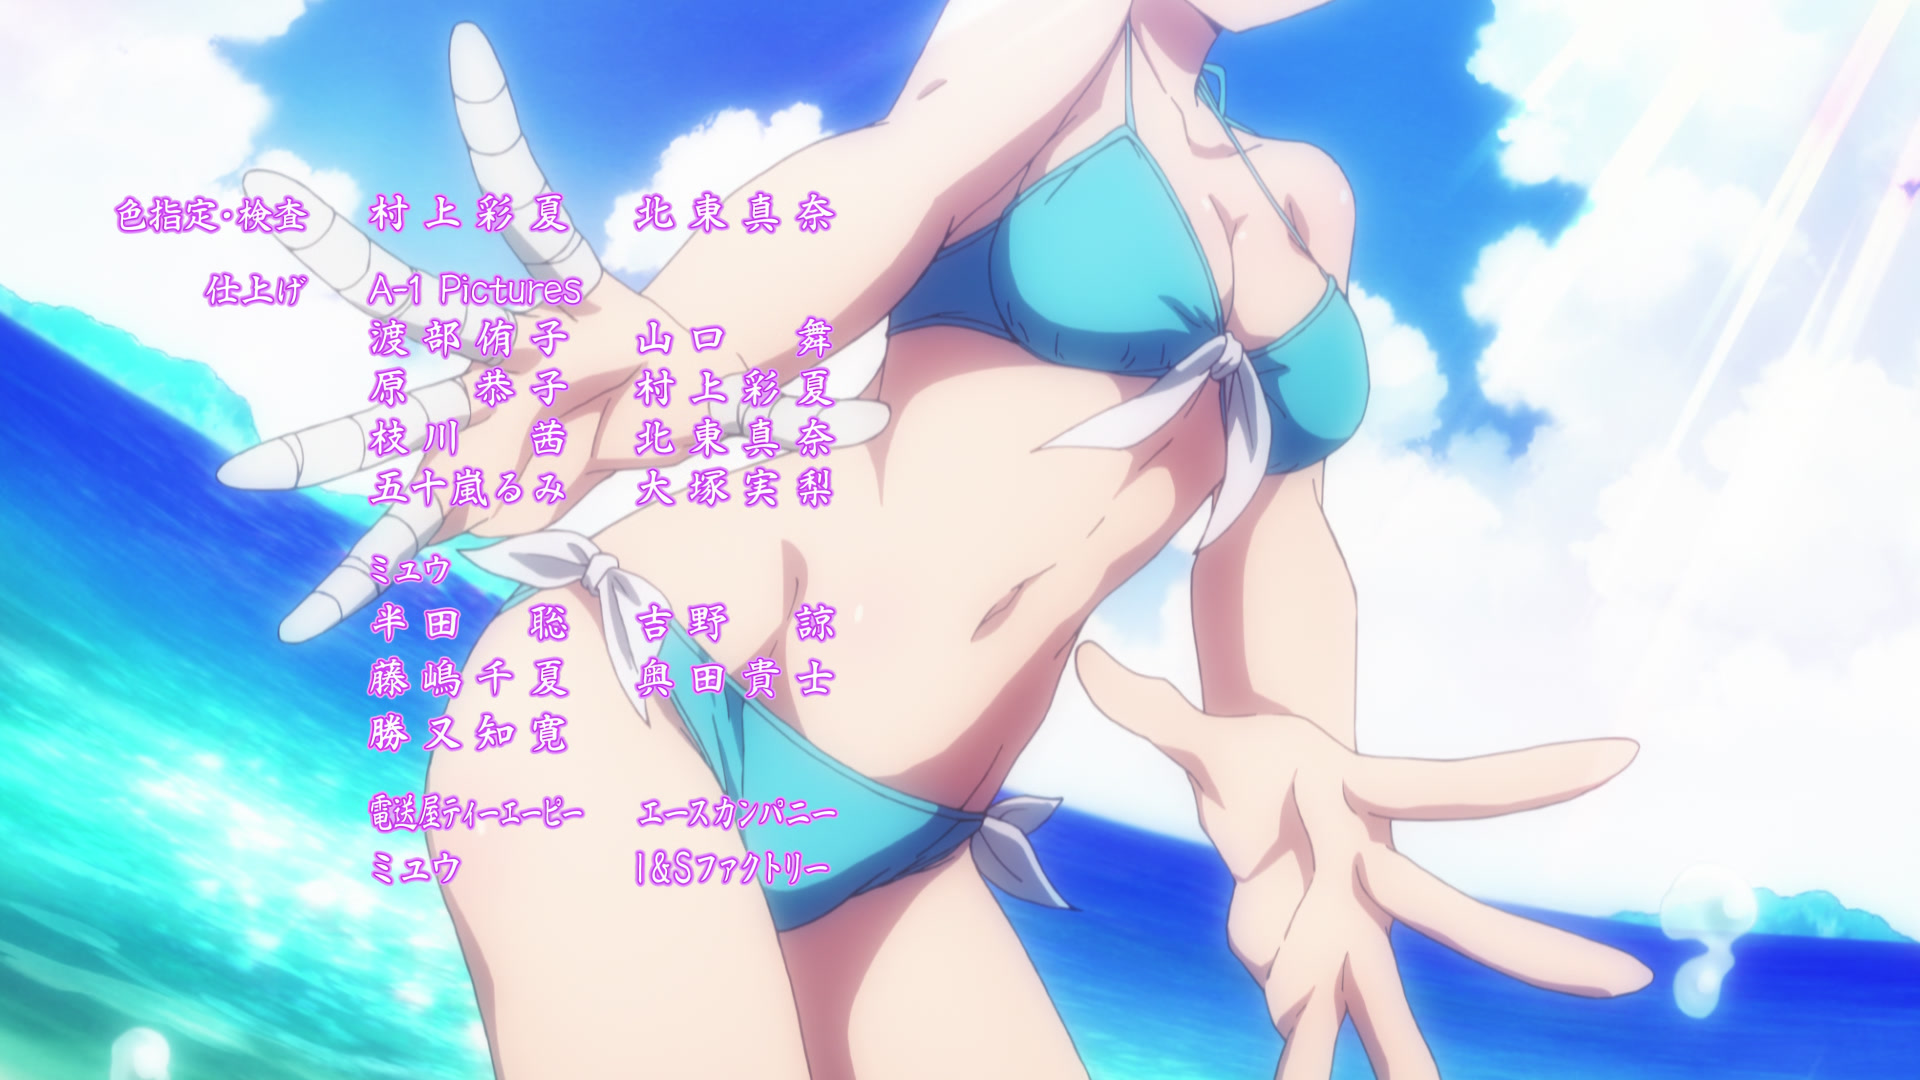 色指定・検査 村上彩夏 北東真奈
仕上げ A-1 Pictures
渡部侑子 山口舞
原恭子 村上彩夏
枝川茜 北東真奈
五十嵐るみ 大塚実梨
ミユウ
半田聡 吉野諒
藤嶋千夏 奥田貴士
勝又知寛
電送屋ティーエーピー エースカンパニー
ミユウ I&Sファクトリー